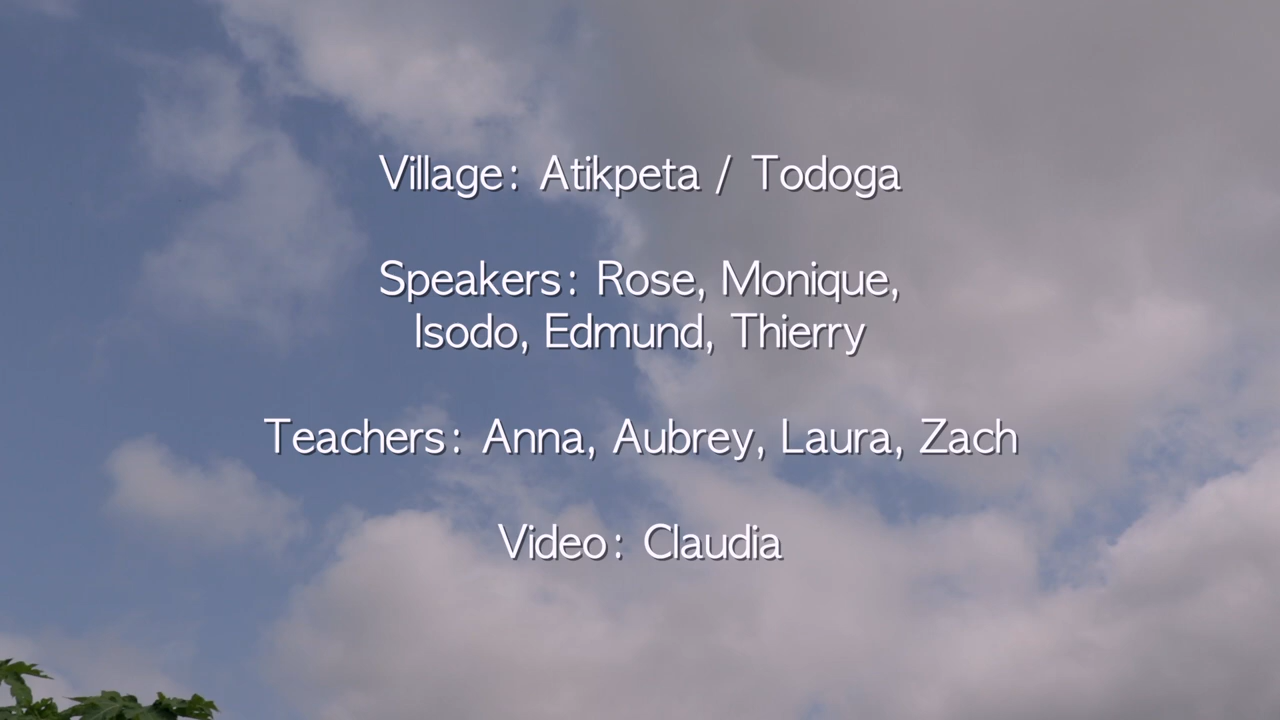 Village: Atikpeta / Todoga
Speakers: Rose, Monique,
Isodo, Edmund, Thierry
Teachers: Anna, Aubrey, Laura, Zach
Video: Claudia